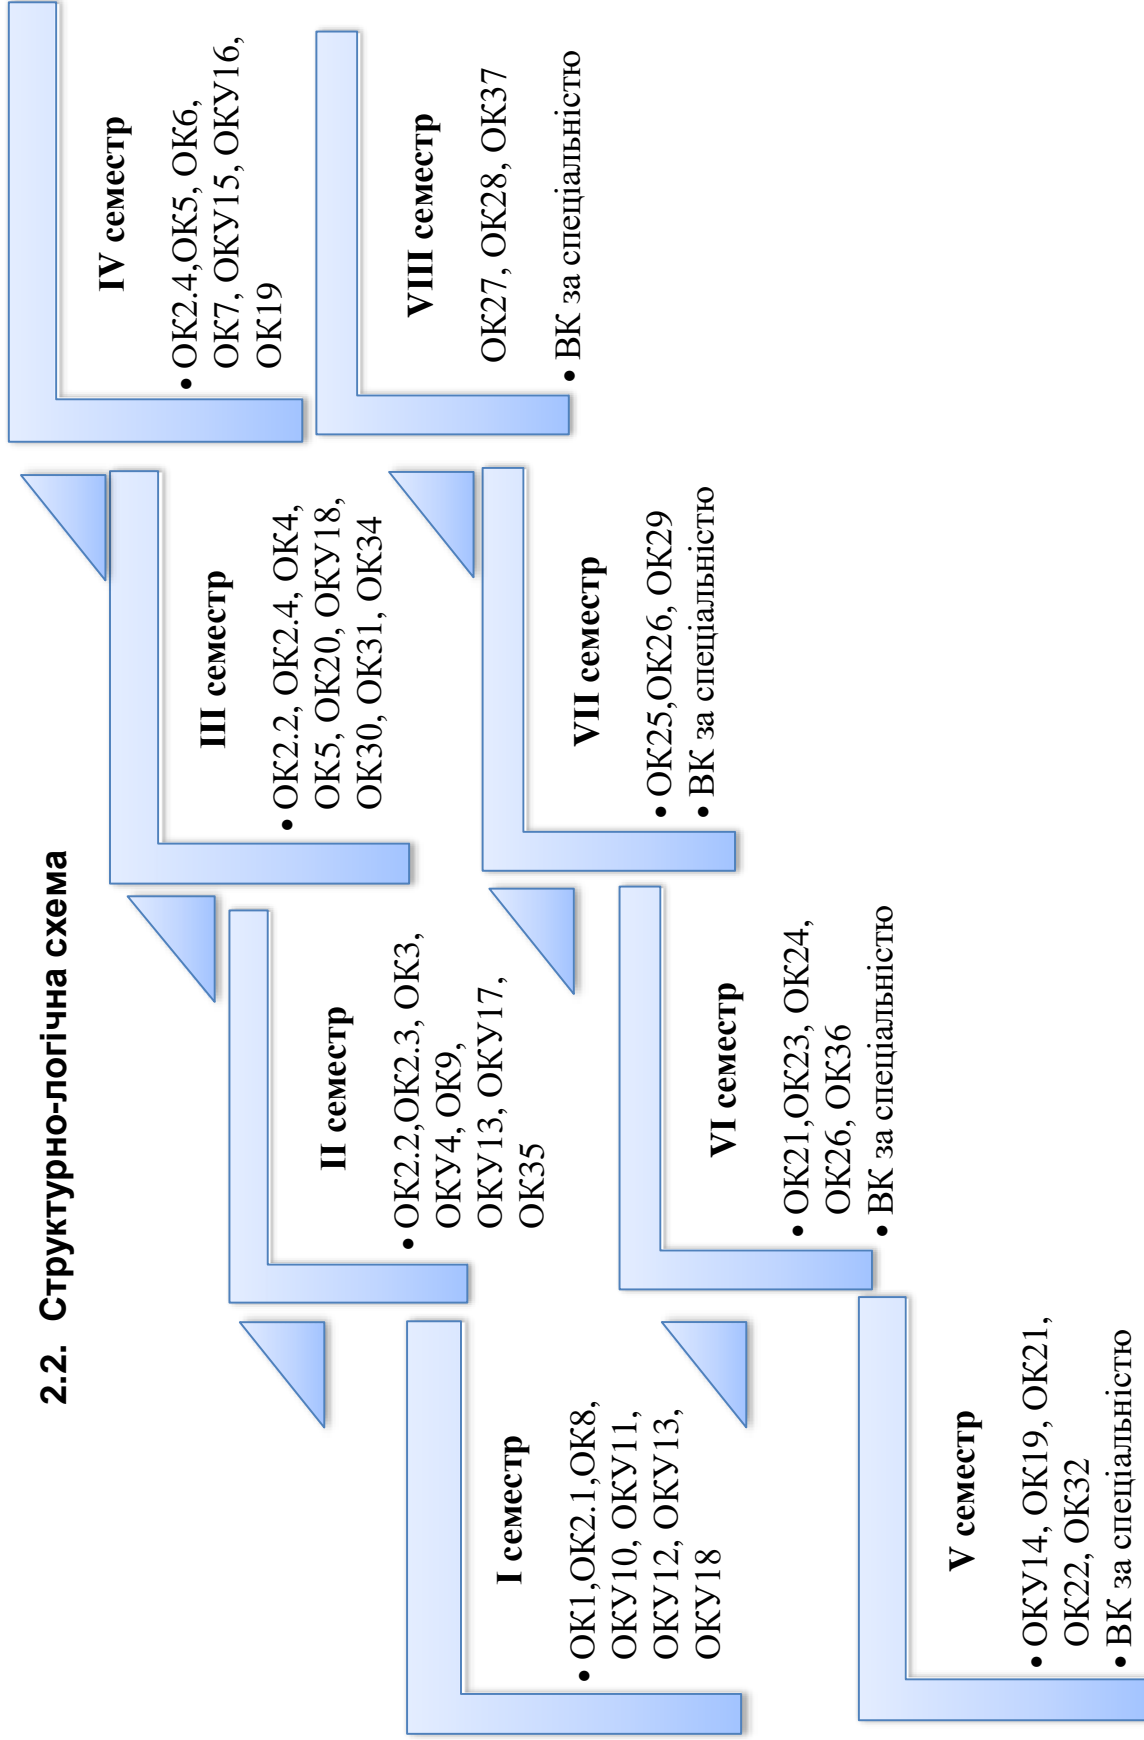 2.2. Структурно-логічна схема
I семестр
• ОК1,ОК2.1,ОК8,
ОКУ10, ОКУ11,
ОКУ12, ОКУ13,
ОКУ18
II семестр
• ОК2.2,ОК2.3, ОК3,
ОКУ4, ОК9,
ОКУ13, ОКУ17,
ОК35
III семестр
• ОК2.2, ОК2.4, ОК4,
ОК5, ОК20, ОКУ18,
ОК30, ОК31, ОК34
IV семестр
• ОК2.4,ОК5, ОК6,
ОК7, ОКУ15, ОКУ16,
ОК19
V семестр
• ОКУ14, ОК19, ОК21,
ОК22, ОК32
• ВК за спеціальністю
VI семестр
• ОК21,ОК23, ОК24,
ОК26, ОК36
• ВК за спеціальністю
VII семестр
• ОК25,ОК26, ОК29
• ВК за спеціальністю
VIII семестр
ОК27, ОК28, ОК37
• ВК за спеціальністю